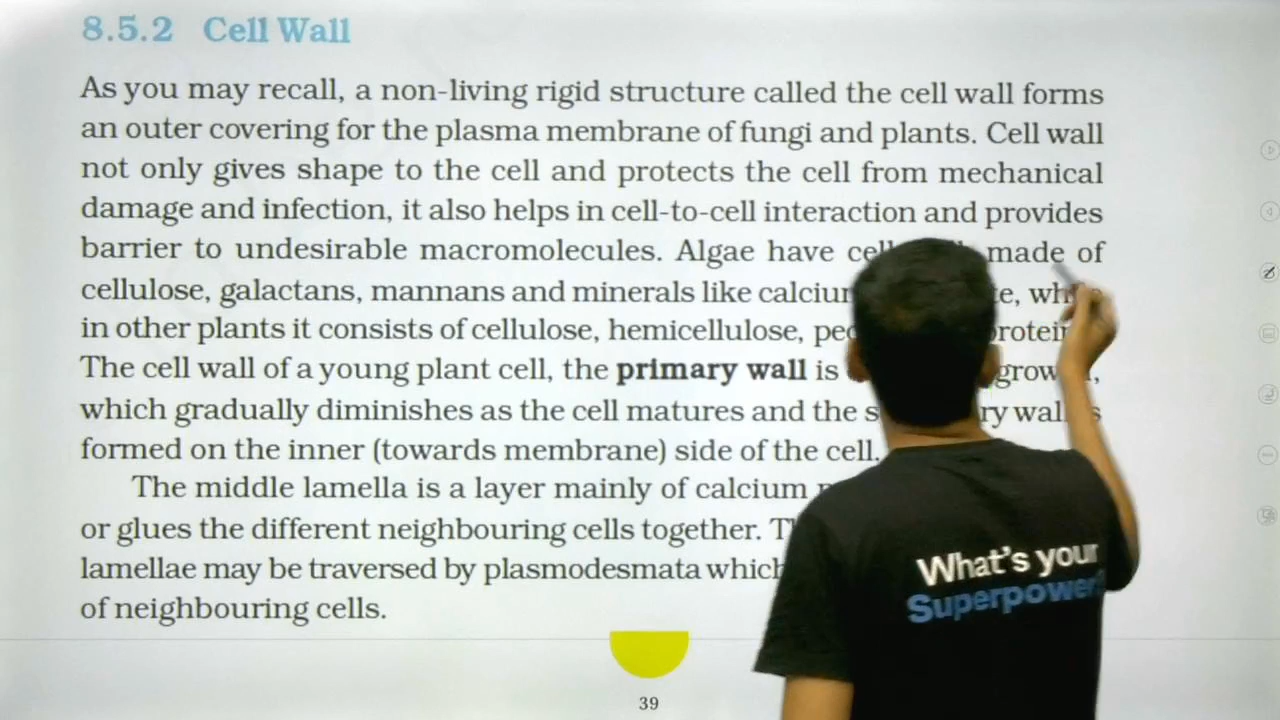 8.5.2 Cell Wall
As you may recall, a non-living rigid structure called the cell wall forms
an outer covering for the plasma membrane of fungi and plants. Cell wall
not only gives shape to the cell and protects the cell from mechanical
damage and infection, it also helps in cell-to-cell interaction and provides
barrier to undesirable macromolecules. Algae have made of
cellulose, galactans, mannans and minerals like
in other plants it consists of cellulose, hemicellulose,
The cell wall of a young plant cell, the primary wall is
which gradually diminishes as the cell matures and the
formed on the inner (towards membrane) side of the cell.
The middle lamella is a layer mainly of calcium
or glues the different neighbouring cells together.
lamellae may be traversed by plasmodesmata
of neighbouring cells.
What's your
Superpower
39